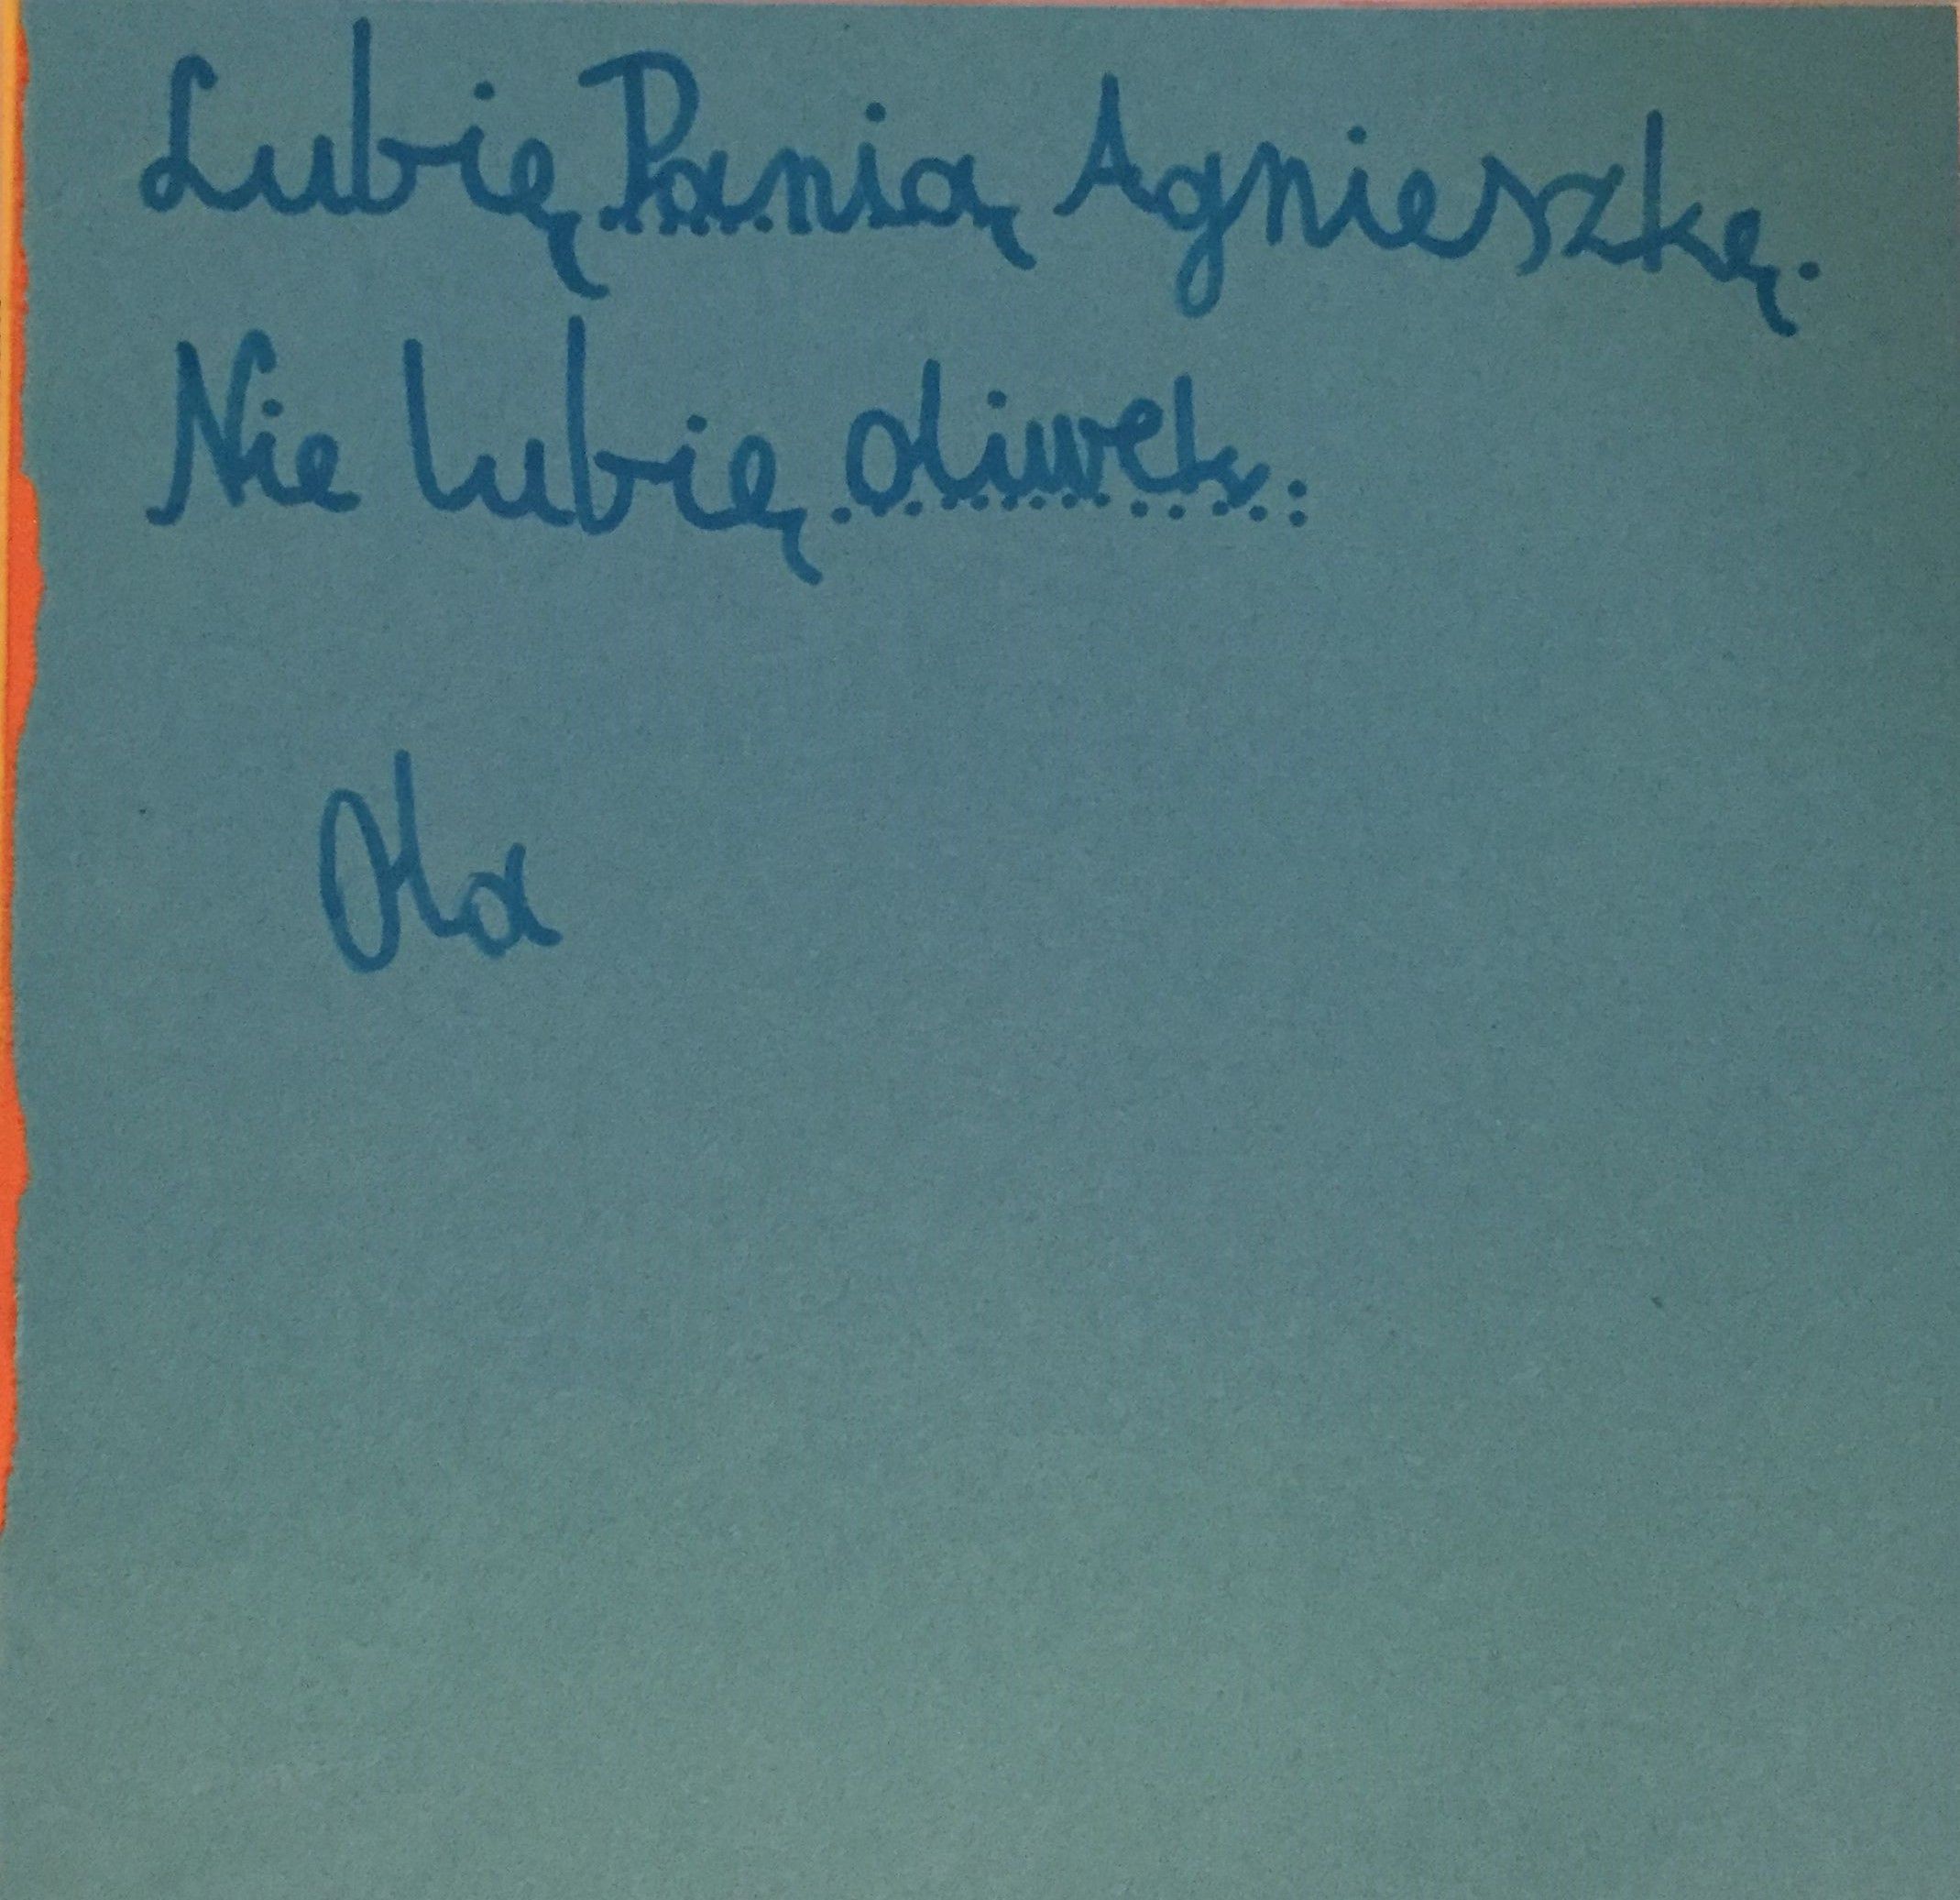 Lubię Panią Agnieszkę.
Nie lubię oliwek.
Ola